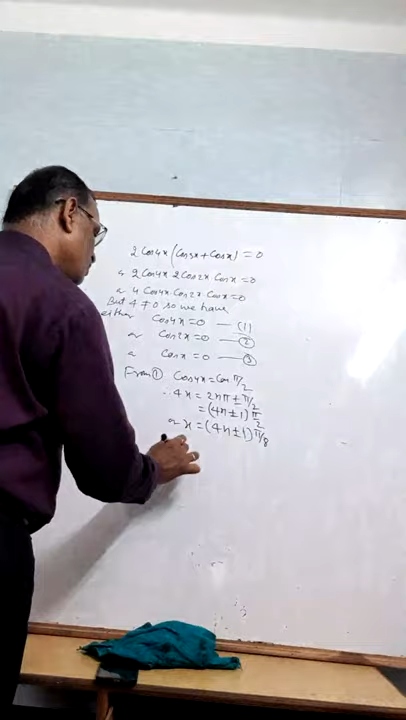 2 Cos4x (Cos3x + Cosx) = 0
2 Cos4x 2 Cos2x Cosx = 0
or 4 Cos4x. Cos2x. Cosx = 0
But 4 ≠ 0 so we have
either Cos4x = 0 — (1)
or Cos2x = 0 — (2)
or Cosx = 0 — (3)
From (1) Cos4x = Cos π/2
∴ 4x = 2nπ ± π/2
= (4n ± 1) π/2
or x = (4n ± 1) π/8